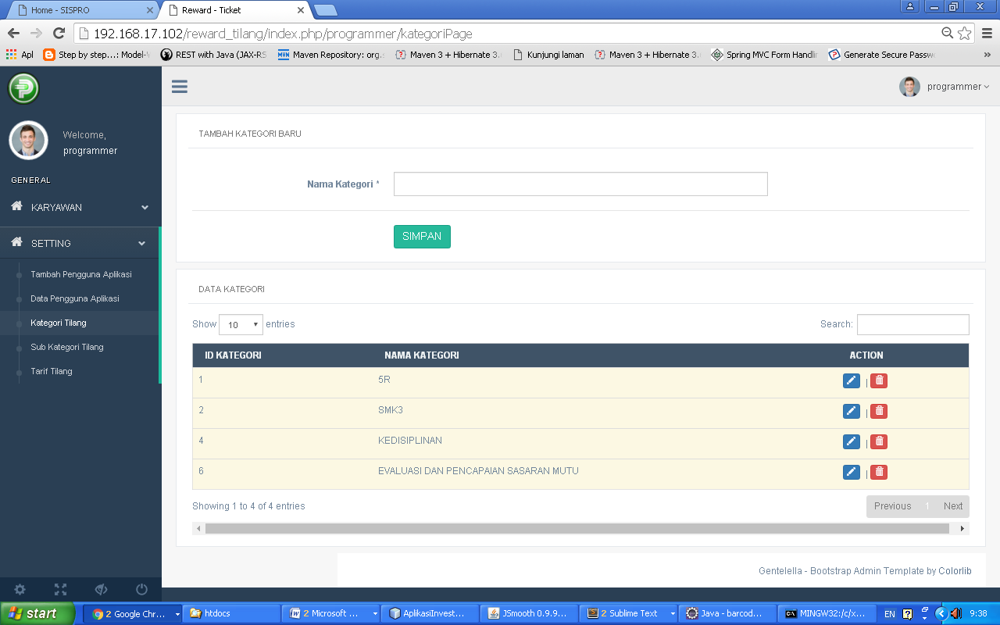 Home - SISPRO
Reward - Ticket
192.168.17.102/reward_tilang/index.php/programmer/kategoriPage
Apl
Step by step...: Model-
REST with Java (JAX-RS
Maven Repository: org.
Maven 3 + Hibernate 3.
Kunjungi laman
Maven 3 + Hibernate 3.
Spring MVC Form Handli
Generate Secure Passw
»
programmer
Welcome,
programmer
GENERAL
KARYAWAN
SETTING
Tambah Pengguna Aplikasi
Data Pengguna Aplikasi
Kategori Tilang
Sub Kategori Tilang
Tarif Tilang
TAMBAH KATEGORI BARU
Nama Kategori *
SIMPAN
DATA KATEGORI
Show 10 entries
Search:
ID KATEGORI NAMA KATEGORI ACTION
1 5R |
2 SMK3 |
4 KEDISIPLINAN |
6 EVALUASI DAN PENCAPAIAN SASARAN MUTU |
Showing 1 to 4 of 4 entries
Previous 1 Next
Gentelella - Bootstrap Admin Template by Colorlib
start
2 Google Chr...
htdocs
2 Microsoft ...
AplikasiInvest...
JSmooth 0.9.9...
2 Sublime Text
Java - barcod...
MINGW32:/c/x...
EN
9:38